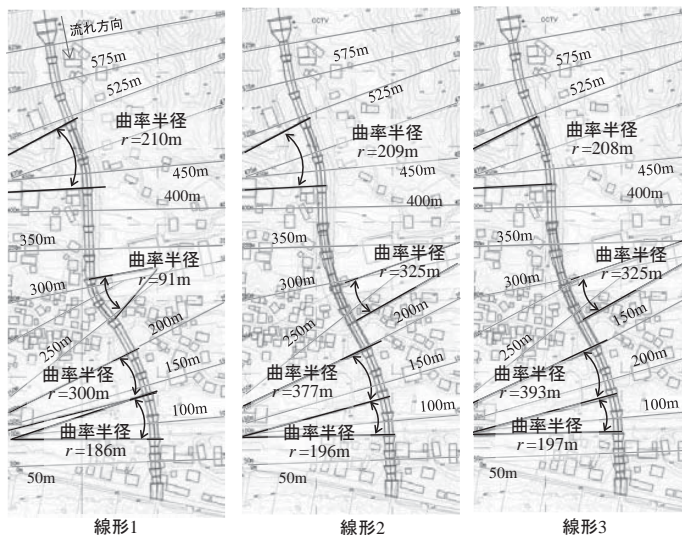 CCTV
流れ方向
575m
525m
曲率半径
r=210m
450m
400m
350m
曲率半径
r=91m
300m
250m
200m
150m
曲率半径
r=300m
100m
曲率半径
r=186m
50m
線形1
CCTV
575m
525m
曲率半径
r=209m
450m
400m
350m
曲率半径
r=325m
300m
250m
200m
150m
曲率半径
r=377m
100m
曲率半径
r=196m
50m
線形2
CCTV
575m
525m
曲率半径
r=208m
450m
400m
350m
曲率半径
r=325m
300m
150m
250m
200m
曲率半径
r=393m
100m
曲率半径
r=197m
50m
線形3